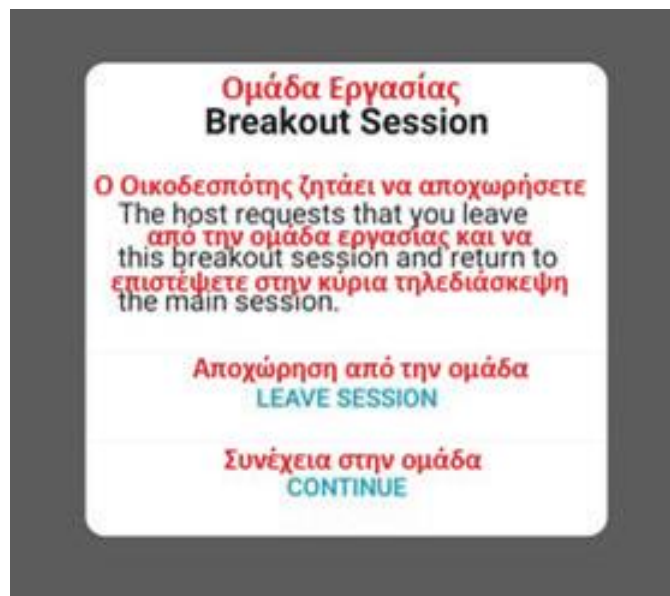 Ομάδα Εργασίας
Breakout Session
Ο Οικοδεσπότης ζητάει να αποχωρήσετε
The host requests that you leave
από την ομάδα εργασίας και να
this breakout session and return to
επιστέψετε στην κύρια τηλεδιάσκεψη
the main session.
Αποχώρηση από την ομάδα
LEAVE SESSION
Συνέχεια στην ομάδα
CONTINUE